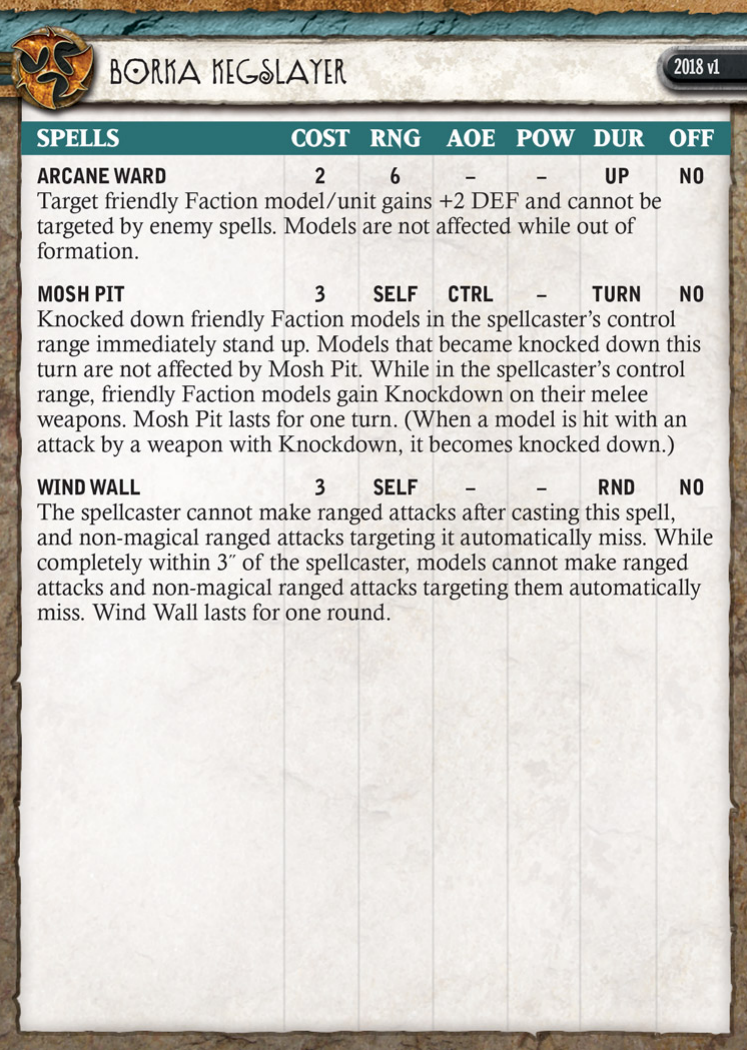 BORKA KEGSLAYER
2018 v1
SPELLS COST RNG AOE POW DUR OFF
ARCANE WARD 2 6 – – UP NO
Target friendly Faction model/unit gains +2 DEF and cannot be
targeted by enemy spells. Models are not affected while out of
formation.
MOSH PIT 3 SELF CTRL – TURN NO
Knocked down friendly Faction models in the spellcaster’s control
range immediately stand up. Models that became knocked down this
turn are not affected by Mosh Pit. While in the spellcaster’s control
range, friendly Faction models gain Knockdown on their melee
weapons. Mosh Pit lasts for one turn. (When a model is hit with an
attack by a weapon with Knockdown, it becomes knocked down.)
WIND WALL 3 SELF – – RND NO
The spellcaster cannot make ranged attacks after casting this spell,
and non-magical ranged attacks targeting it automatically miss. While
completely within 3˝ of the spellcaster, models cannot make ranged
attacks and non-magical ranged attacks targeting them automatically
miss. Wind Wall lasts for one round.